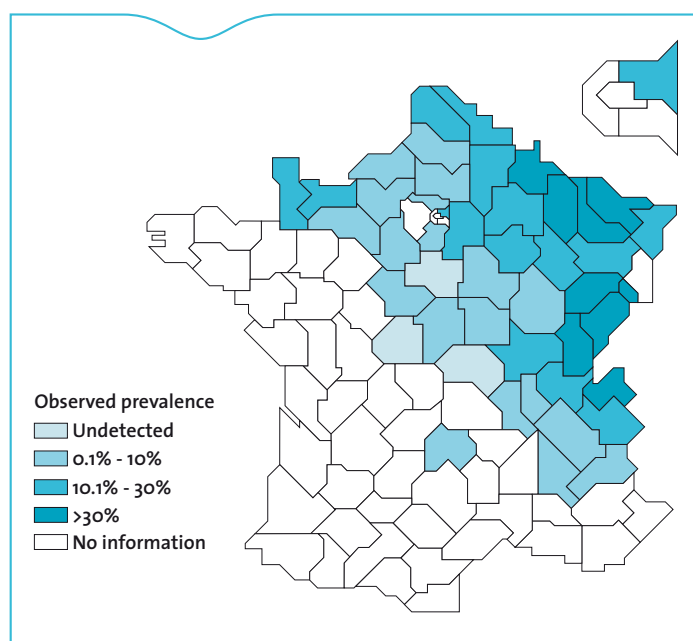 Observed prevalence
Undetected
0.1% - 10%
10.1% - 30%
>30%
No information